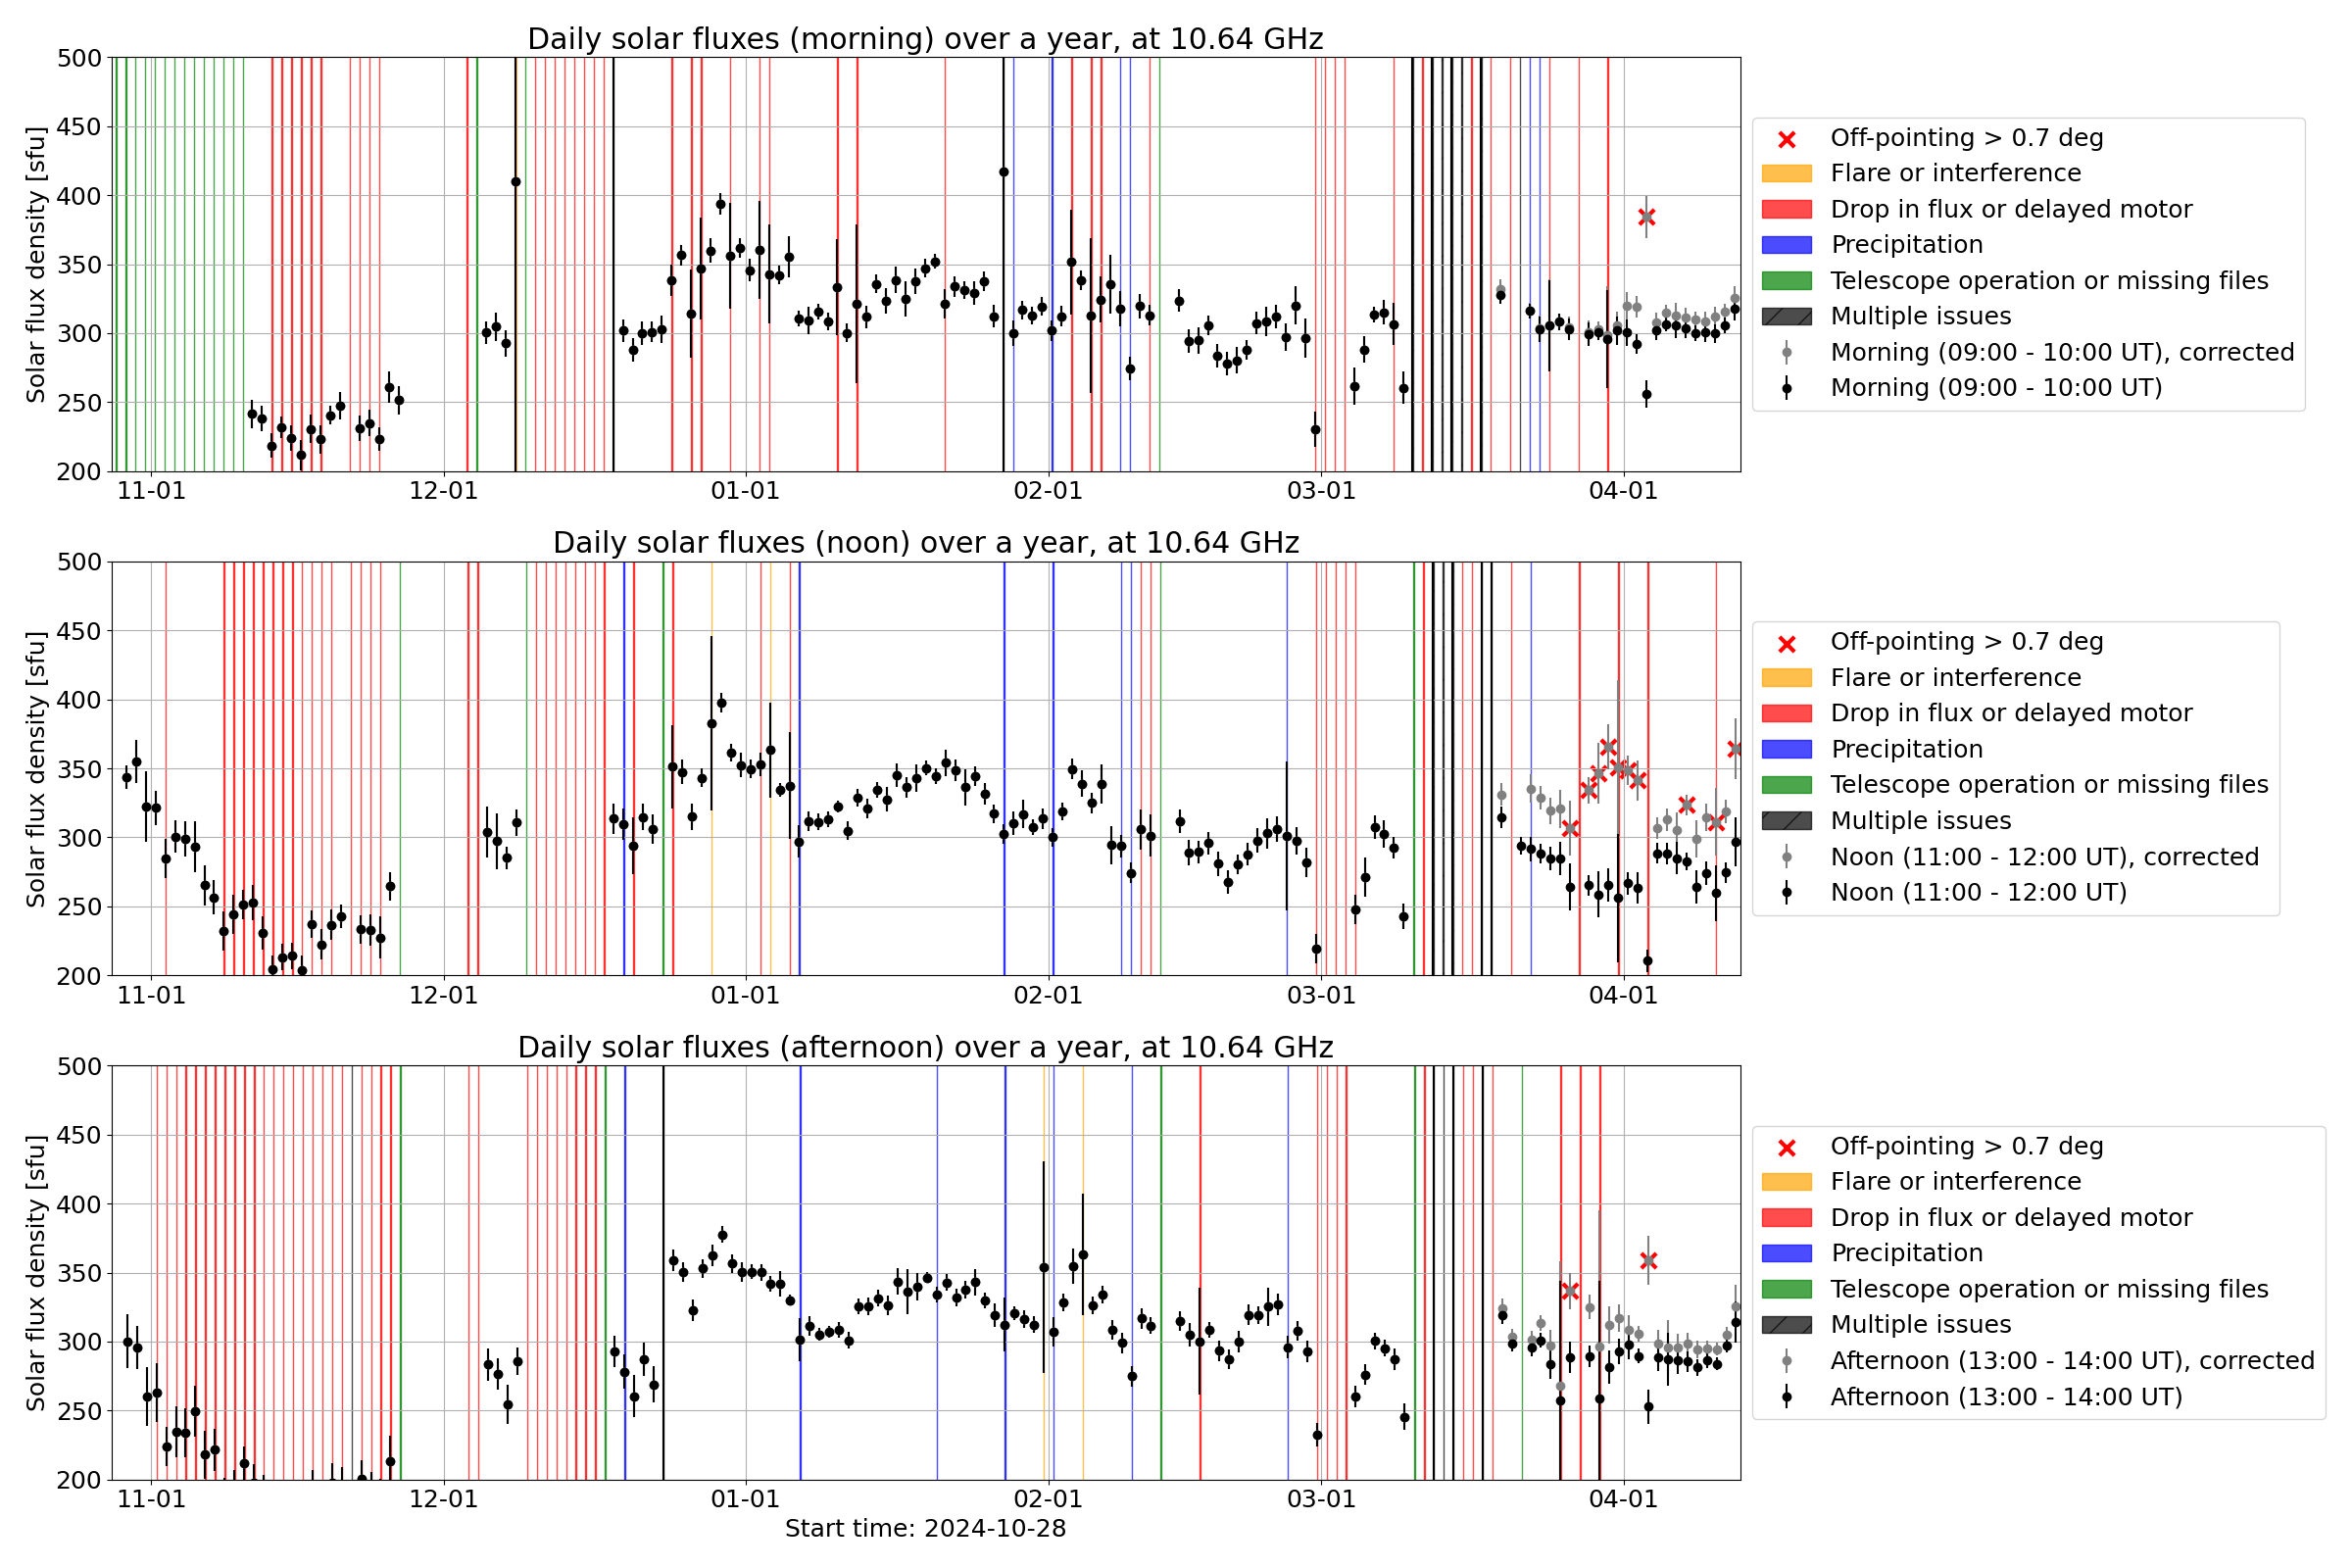 Daily solar fluxes (morning) over a year, at 10.64 GHz
Solar flux density [sfu]
500
450
400
350
300
250
200
11-01 12-01 01-01 02-01 03-01 04-01
Off-pointing > 0.7 deg
Flare or interference
Drop in flux or delayed motor
Precipitation
Telescope operation or missing files
Multiple issues
Morning (09:00 - 10:00 UT), corrected
Morning (09:00 - 10:00 UT)
Daily solar fluxes (noon) over a year, at 10.64 GHz
Solar flux density [sfu]
500
450
400
350
300
250
200
11-01 12-01 01-01 02-01 03-01 04-01
Off-pointing > 0.7 deg
Flare or interference
Drop in flux or delayed motor
Precipitation
Telescope operation or missing files
Multiple issues
Noon (11:00 - 12:00 UT), corrected
Noon (11:00 - 12:00 UT)
Daily solar fluxes (afternoon) over a year, at 10.64 GHz
Solar flux density [sfu]
500
450
400
350
300
250
200
11-01 12-01 01-01 02-01 03-01 04-01
Off-pointing > 0.7 deg
Flare or interference
Drop in flux or delayed motor
Precipitation
Telescope operation or missing files
Multiple issues
Afternoon (13:00 - 14:00 UT), corrected
Afternoon (13:00 - 14:00 UT)
Start time: 2024-10-28